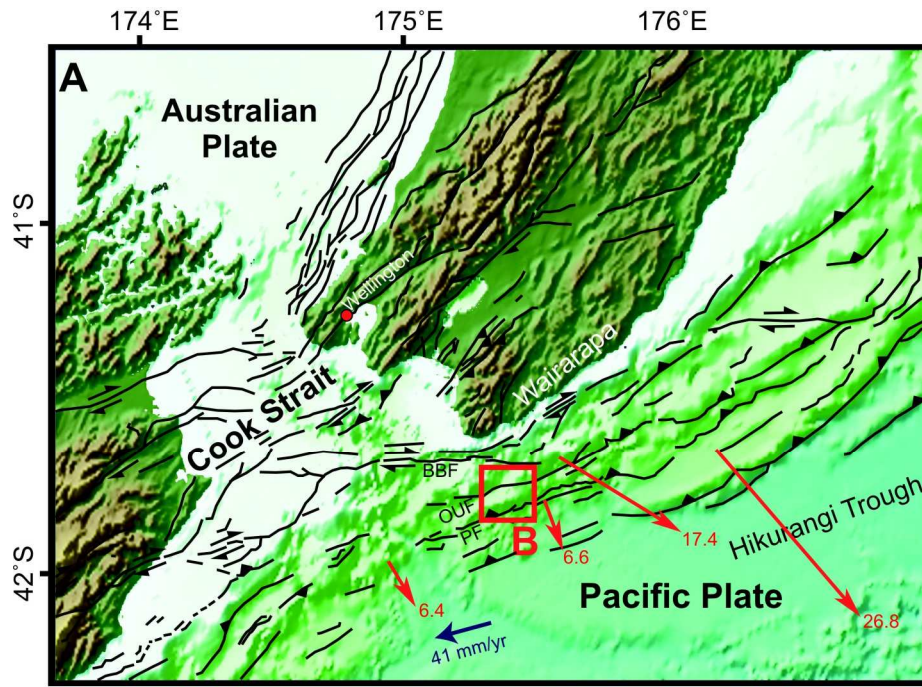 174°E
175°E
176°E
A
Australian
Plate
41°S
Wellington
Wairarapa
Cook Strait
BBF
OUF
PF
B
6.6
17.4
Hikurangi Trough
42°S
6.4
Pacific Plate
26.8
41 mm/yr